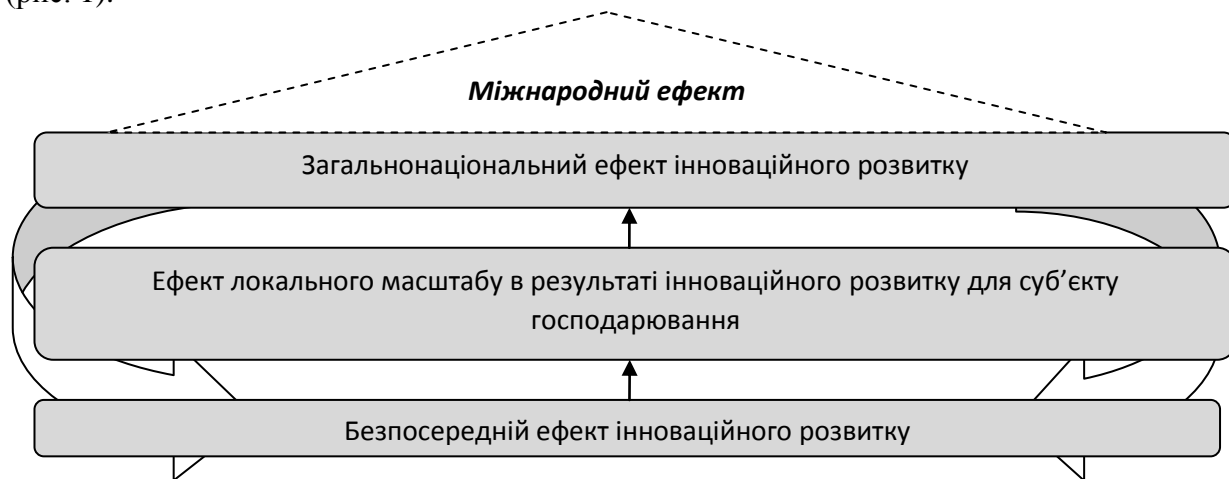 (рис. 1).
Міжнародний ефект
Загальнонаціональний ефект інноваційного розвитку
Ефект локального масштабу в результаті інноваційного розвитку для суб’єкту
господарювання
Безпосередній ефект інноваційного розвитку